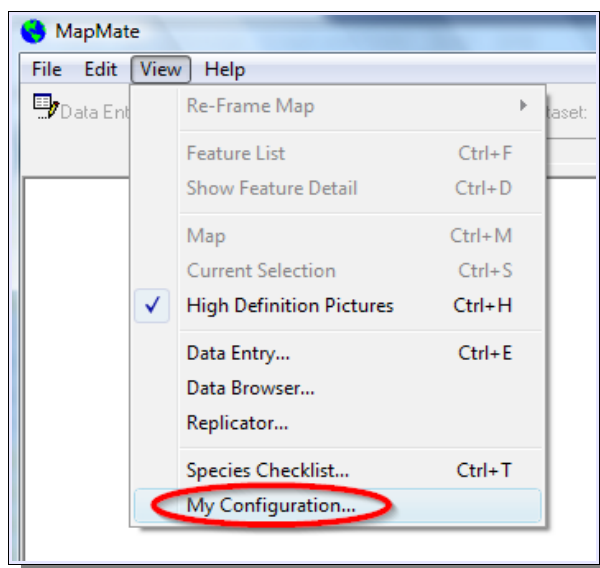 MapMate
File Edit View Help
Data Ent
taset:
Re-Frame Map
Feature List Ctrl+F
Show Feature Detail Ctrl+D
Map Ctrl+M
Current Selection Ctrl+S
High Definition Pictures Ctrl+H
Data Entry... Ctrl+E
Data Browser...
Replicator...
Species Checklist... Ctrl+T
My Configuration...